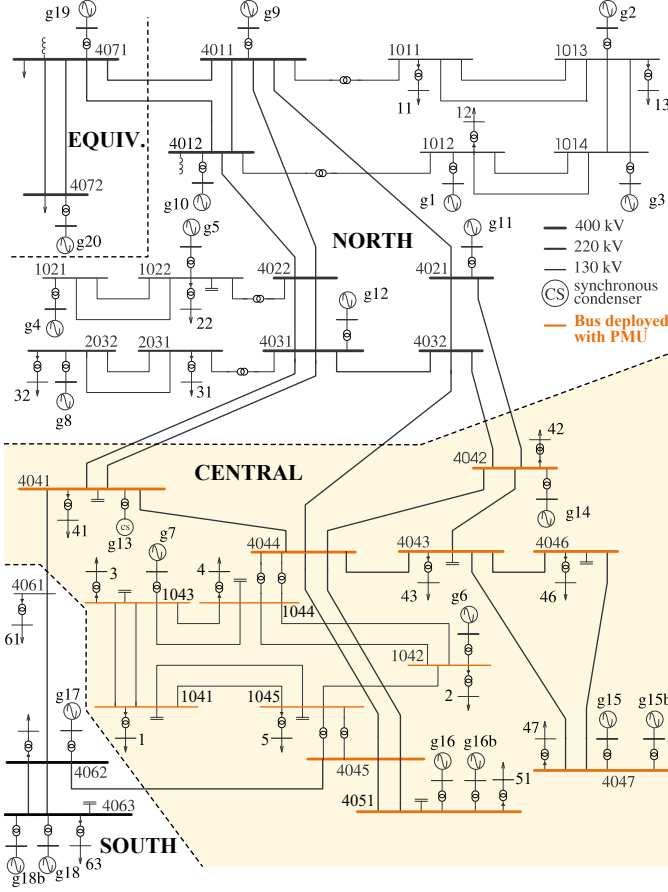 g19
g9
g2
4071
4011
1011
1013
11
13
EQUIV.
4012
12
1012
1014
4072
g10
g1
g3
g20
g5
NORTH
g11
400 kV
220 kV
130 kV
CS synchronous
condenser
Bus deployed
with PMU
1021
1022
4022
4021
g4
22
g12
2032
2031
4031
4032
32
g8
31
CENTRAL
42
4041
4042
41
CS
g13
g7
g14
4044
4043
4046
3
4
43
46
4061
1043
1044
g6
61
1042
2
g17
1041
1045
g15
g15b
1
5
47
g16
g16b
4062
4045
51
4047
4063
4051
SOUTH
63
g18b
g18